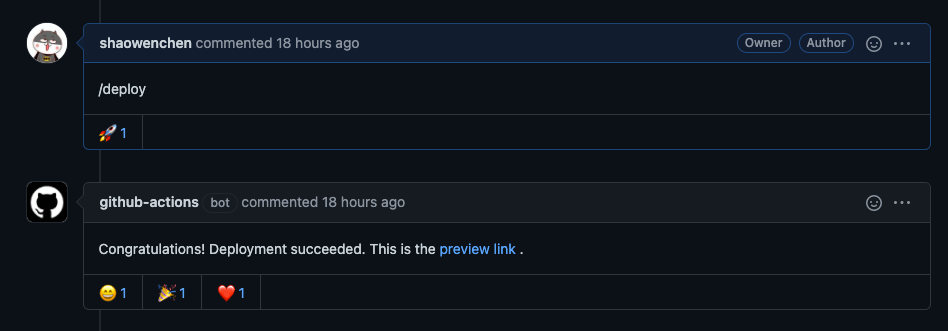 shaowenchen commented 18 hours ago Owner Author
/deploy
🚀 1
github-actions bot commented 18 hours ago
Congratulations! Deployment succeeded. This is the preview link .
😄 1 🎉 1 ❤️ 1